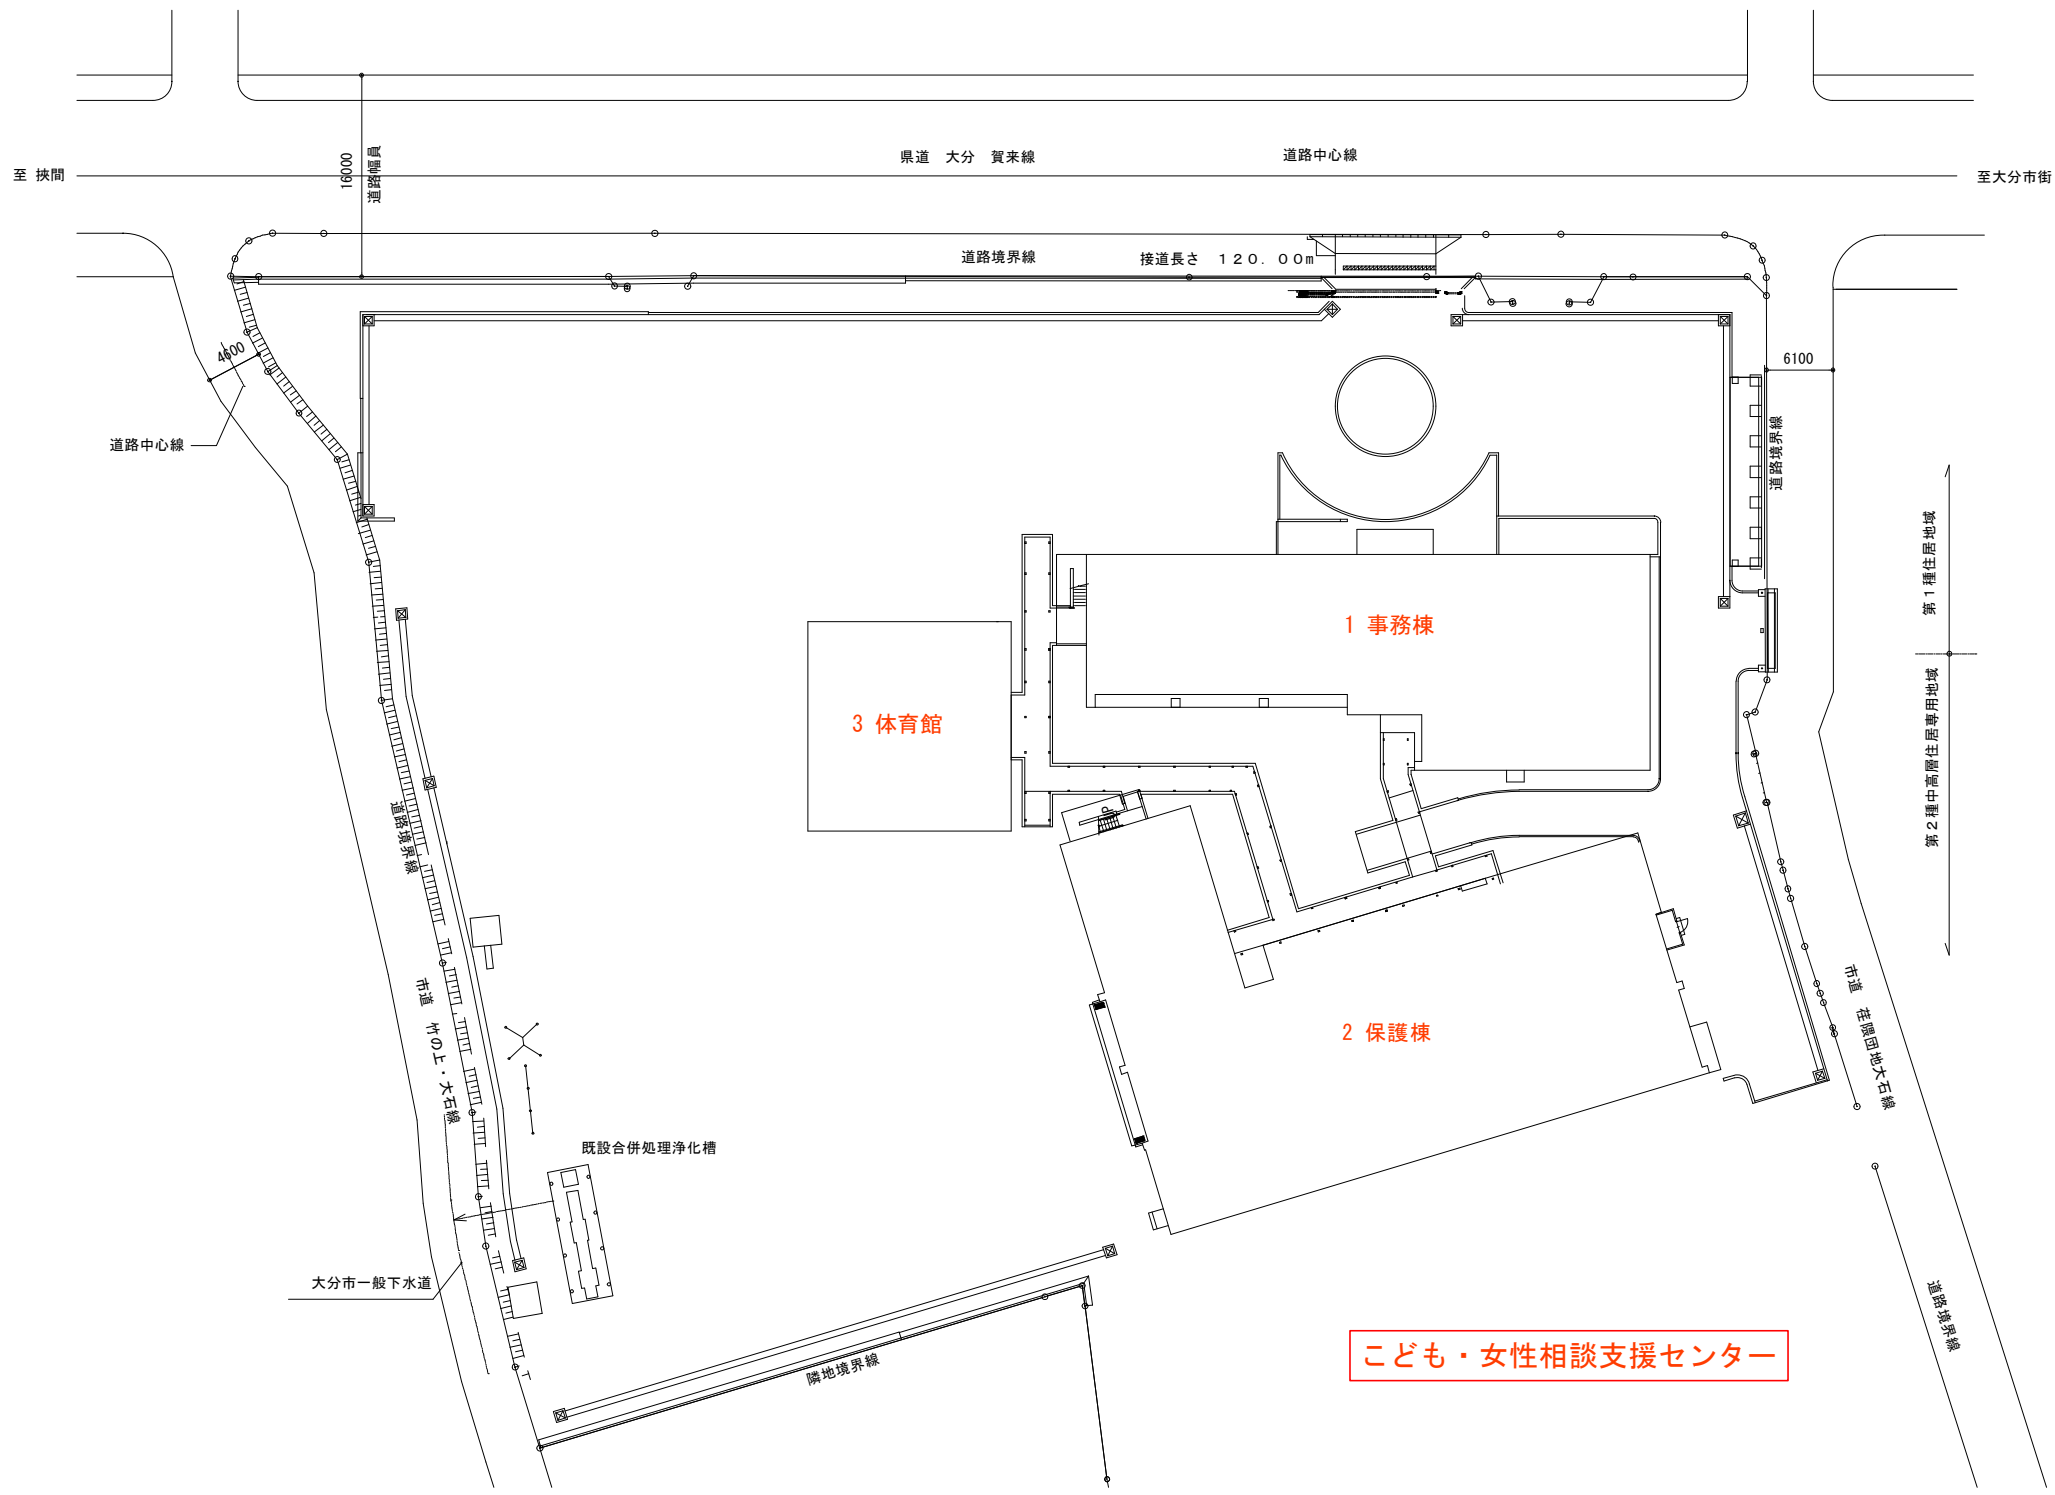 県道　大分　賀来線
道路中心線
至 挾間
16000
道路幅員
至大分市街
道路境界線
接道長さ　１２０．００ｍ
4600
6100
道路中心線
道路境界線
第１種住居地域
第２種中高層住居専用地域
1 事務棟
3 体育館
2 保護棟
道路境界線
市道　竹の上・大石線
市道　荏隈団地大石線
既設合併処理浄化槽
大分市一般下水道
隣地境界線
道路境界線
こども・女性相談支援センター